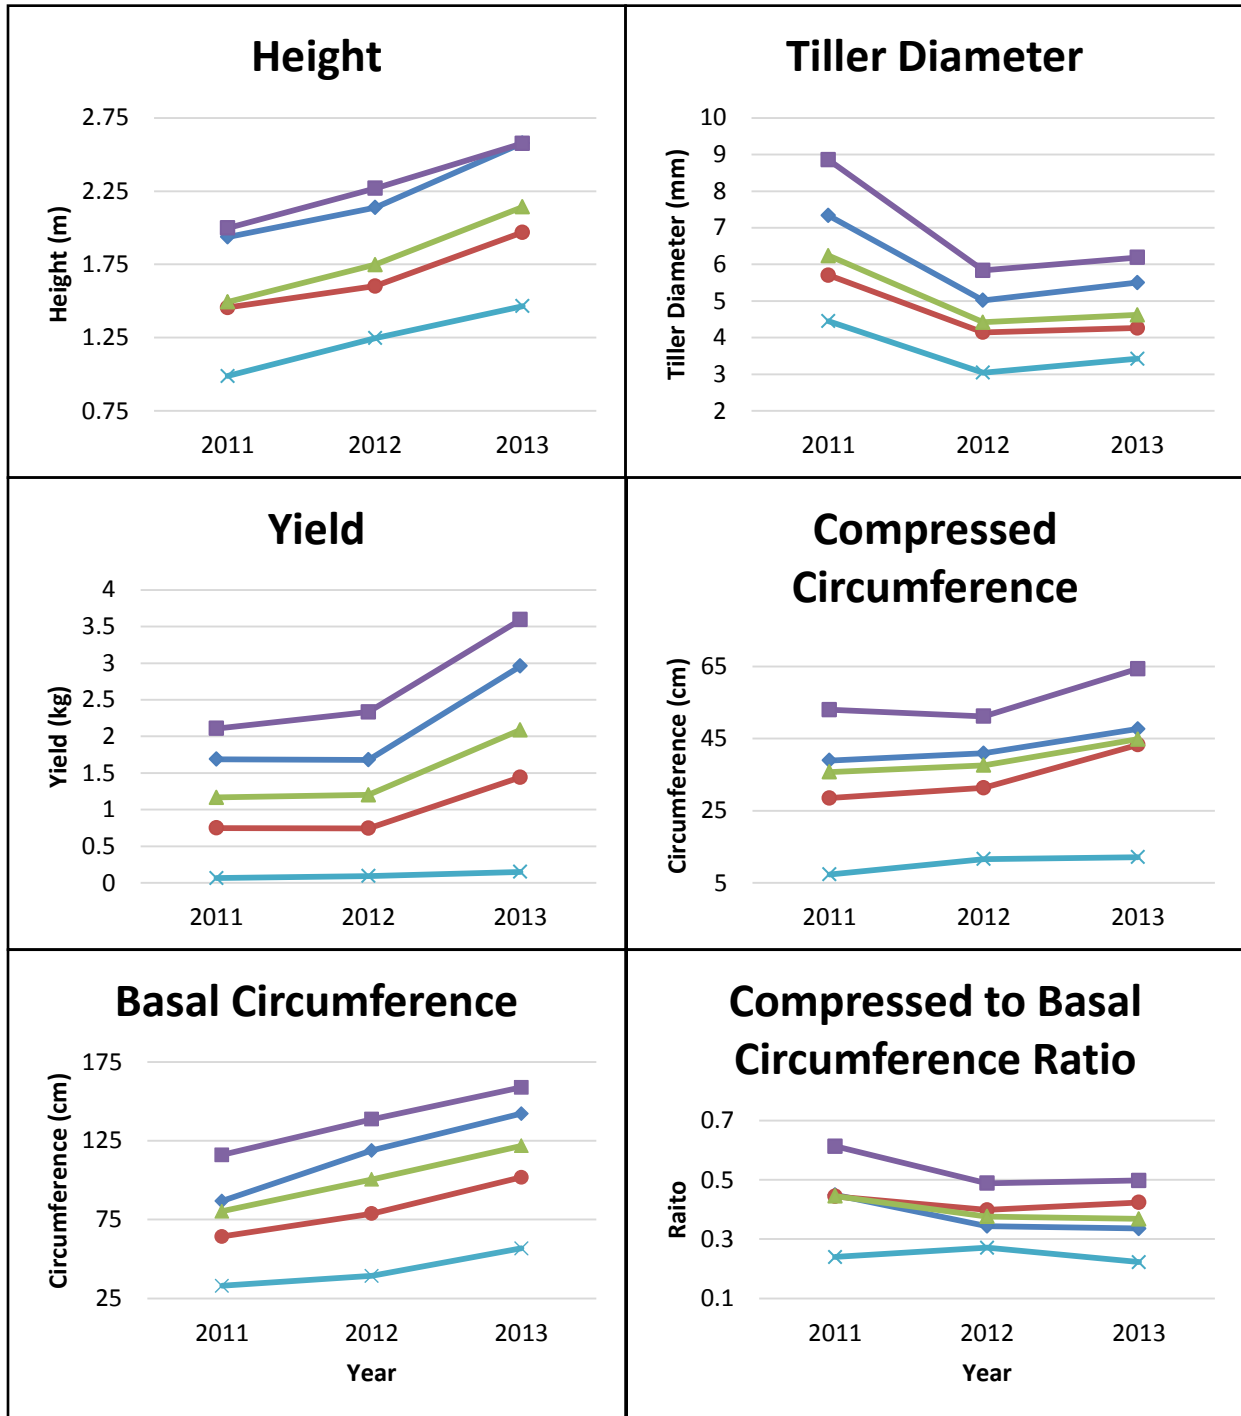 Height
2.75
2.25
1.75
1.25
0.75
Height (m)
2011 2012 2013
Tiller Diameter
10
9
8
7
6
5
4
3
2
Tiller Diameter (mm)
2011 2012 2013
Yield
4
3.5
3
2.5
2
1.5
1
0.5
0
Yield (kg)
2011 2012 2013
Compressed
Circumference
65
45
25
5
Circumference (cm)
2011 2012 2013
Basal Circumference
175
125
75
25
Circumference (cm)
2011 2012 2013
Year
Compressed to Basal
Circumference Ratio
0.7
0.5
0.3
0.1
Raito
2011 2012 2013
Year